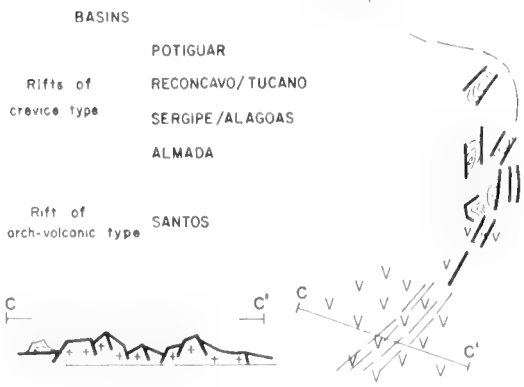 BASINS
POTIGUAR
Rifts of
crevice type
RECONCAVO/TUCANO
SERGIPE/ALAGOAS
ALMADA
Rift of
arch-volcanic type
SANTOS
C
C'
C
C'